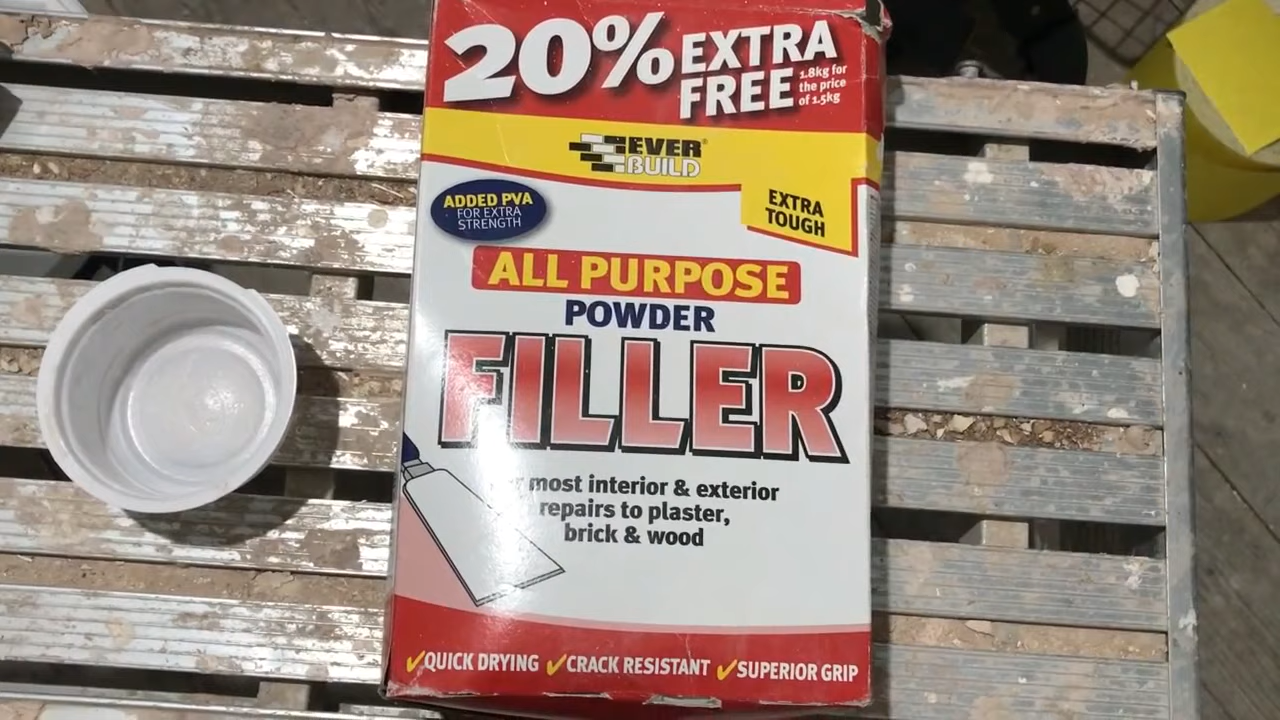 20% EXTRA
FREE
1.8kg for
the price
of 1.5kg
EVER
BUILD
ADDED PVA
FOR EXTRA
STRENGTH
EXTRA
TOUGH
ALL PURPOSE
POWDER
FILLER
most interior & exterior
repairs to plaster,
brick & wood
✓QUICK DRYING ✓CRACK RESISTANT ✓SUPERIOR GRIP